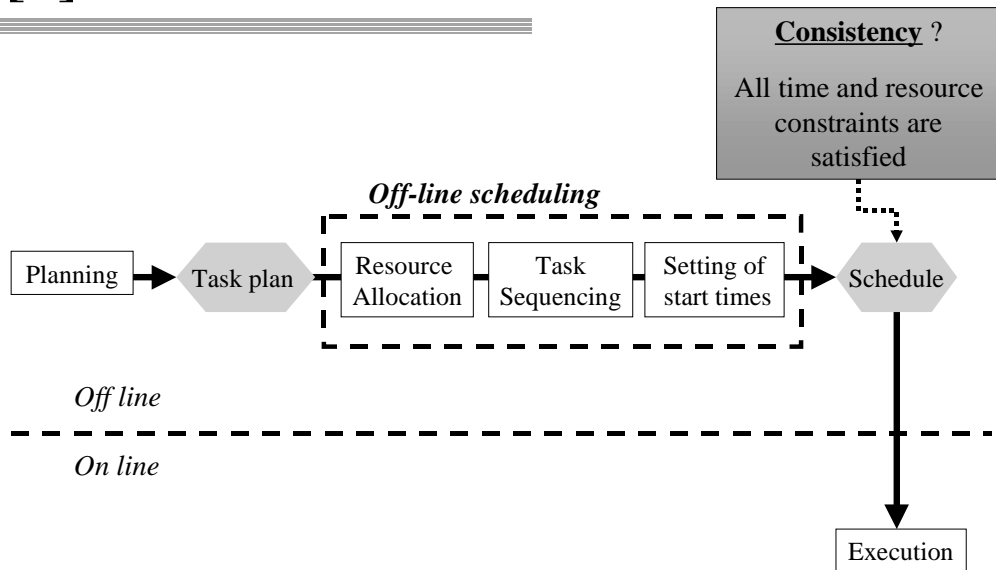 Consistency ?
All time and resource
constraints are
satisfied
Off-line scheduling
Planning
Task plan
Resource
Allocation
Task
Sequencing
Setting of
start times
Schedule
Off line
On line
Execution